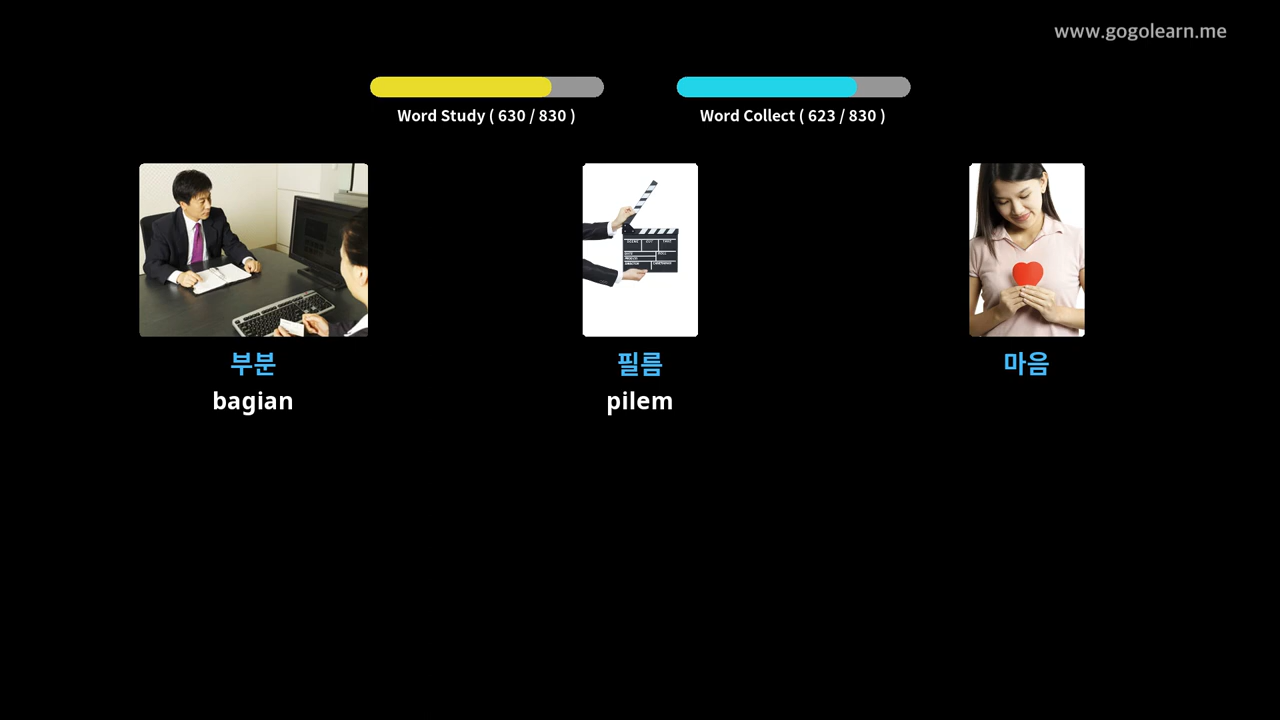 www.gogolearn.me
Word Study ( 630 / 830 )
Word Collect ( 623 / 830 )
부분
필름
마음
bagian
pilem